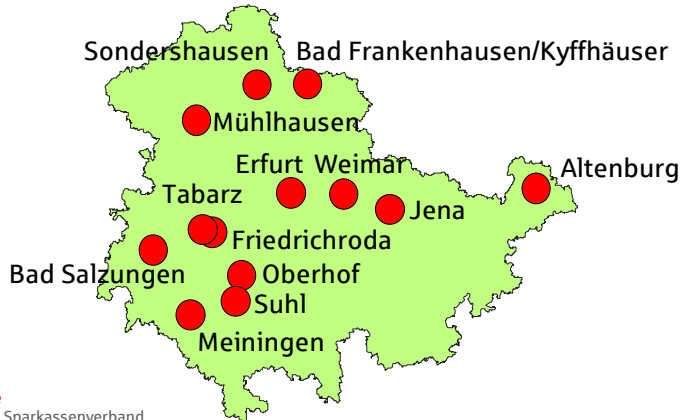 Sondershausen
Bad Frankenhausen/Kyffhäuser
Mühlhausen
Erfurt
Weimar
Altenburg
Tabarz
Jena
Friedrichroda
Bad Salzungen
Oberhof
Suhl
Meiningen
Sparkassenverband